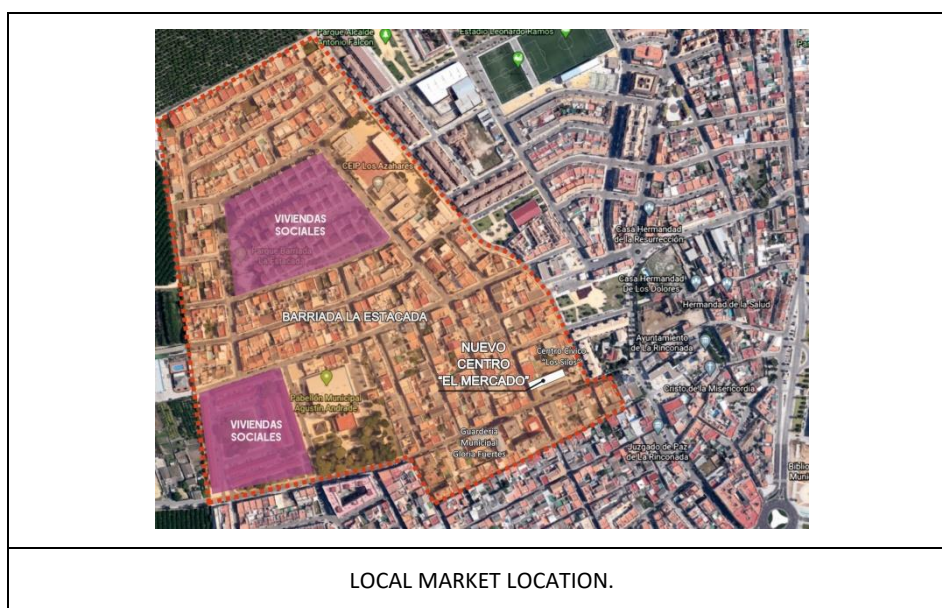 Parque Alcalde
Antonio Falcón
Estadio Leonardo Ramos
CEIP Los Azahares
VIVIENDAS
SOCIALES
Casa Hermandad
de la Resurrección
Casa Hermandad
De Los Dolores
Hermandad de la Salud
BARRIADA LA ESTACADA
NUEVO
CENTRO
"EL MERCADO"
Centro Cívico
"Los Silos"
Ayuntamiento
de La Rinconada
Cristo de la Misericordia
Pabellón Municipal
Agustín Andrade
VIVIENDAS
SOCIALES
Guardería
Municipal
Gloria Fuertes
Juzgado de Paz
de La Rinconada
LOCAL MARKET LOCATION.